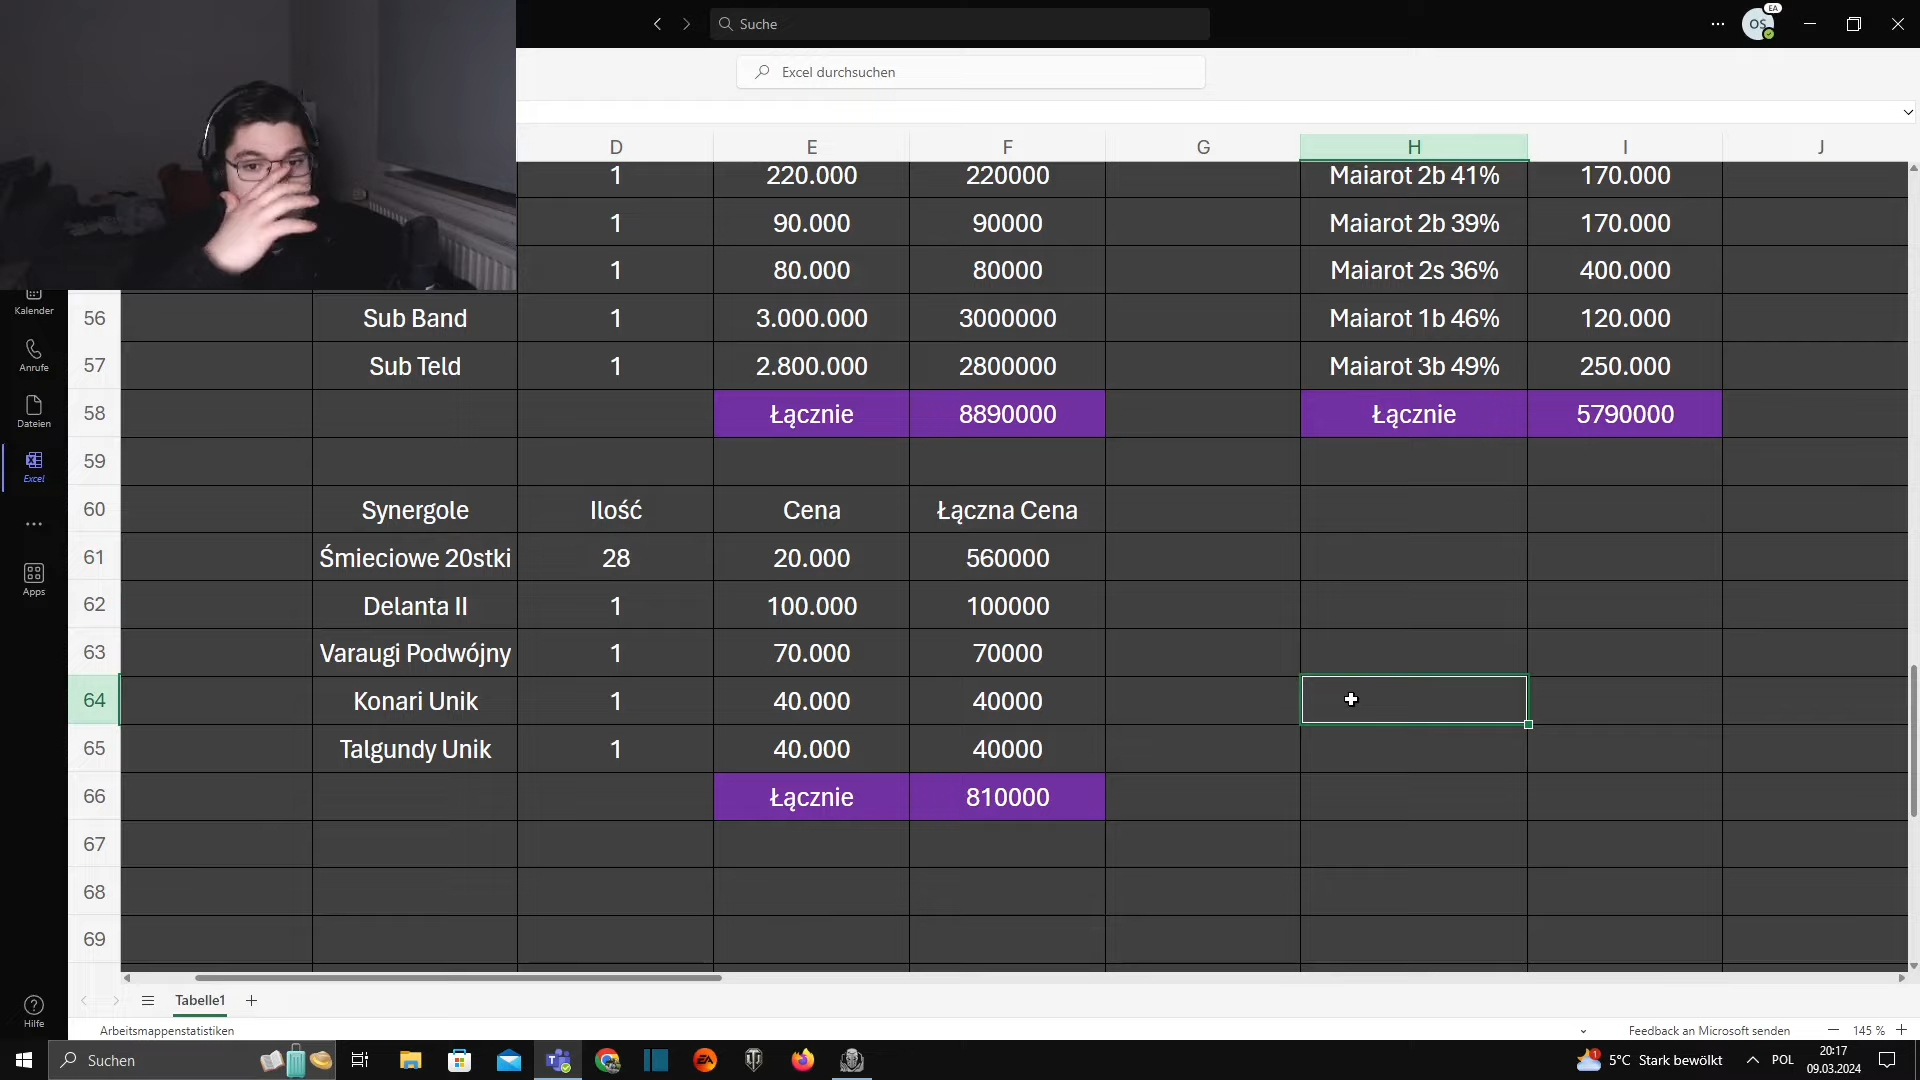 Suche
EA
OS
Excel durchsuchen
D E F G H I J
1 220.000 220000 Maiarot 2b 41% 170.000
1 90.000 90000 Maiarot 2b 39% 170.000
1 80.000 80000 Maiarot 2s 36% 400.000
56 Sub Band 1 3.000.000 3000000 Maiarot 1b 46% 120.000
57 Sub Teld 1 2.800.000 2800000 Maiarot 3b 49% 250.000
58 Łącznie 8890000 Łącznie 5790000
59
60 Synergole Ilość Cena Łączna Cena
61 Śmieciowe 20stki 28 20.000 560000
62 Delanta II 1 100.000 100000
63 Varaugi Podwójny 1 70.000 70000
64 Konari Unik 1 40.000 40000
65 Talgundy Unik 1 40.000 40000
66 Łącznie 810000
67
68
69
Kalender
Anrufe
Dateien
Excel
Apps
Hilfe
Tabelle1
Arbeitsmappenstatistiken
Feedback an Microsoft senden
145 %
Suchen
5°C Stark bewölkt
POL
20:17
09.03.2024